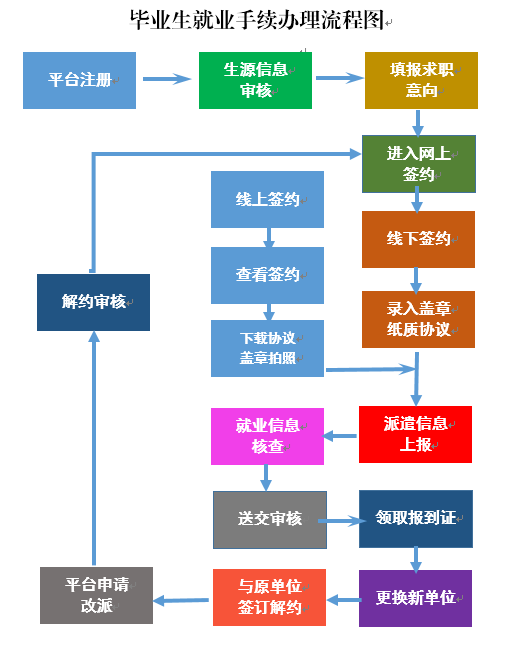 毕业生就业手续办理流程图
平台注册
生源信息
审核
填报求职
意向
进入网上
签约
线上签约
线下签约
查看签约
解约审核
录入盖章
纸质协议
下载协议
盖章拍照
派遣信息
上报
就业信息
核查
送交审核
领取报到证
平台申请
改派
与原单位
签订解约
更换新单位